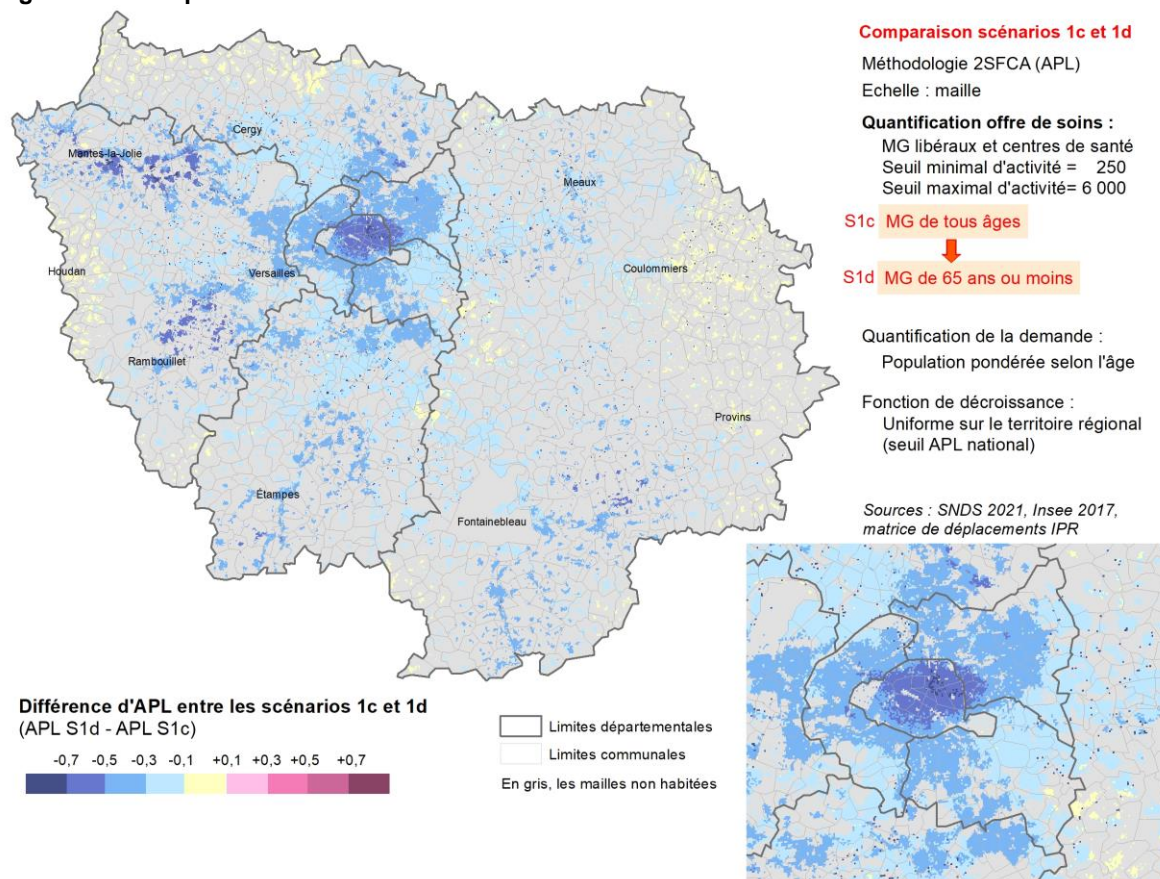 Comparaison scénarios 1c et 1d
Méthodologie 2SFCA (APL)
Echelle : maille
Quantification offre de soins :
MG libéraux et centres de santé
Seuil minimal d'activité = 250
Seuil maximal d'activité= 6 000
S1c MG de tous âges
S1d MG de 65 ans ou moins
Quantification de la demande :
Population pondérée selon l'âge
Fonction de décroissance :
Uniforme sur le territoire régional
(seuil APL national)
Sources : SNDS 2021, Insee 2017,
matrice de déplacements IPR
Cergy
Mantes-la-Jolie
Meaux
Houdan
Versailles
Coulommiers
Rambouillet
Provins
Étampes
Fontainebleau
Différence d'APL entre les scénarios 1c et 1d
(APL S1d - APL S1c)
-0,7 -0,5 -0,3 -0,1 +0,1 +0,3 +0,5 +0,7
Limites départementales
Limites communales
En gris, les mailles non habitées